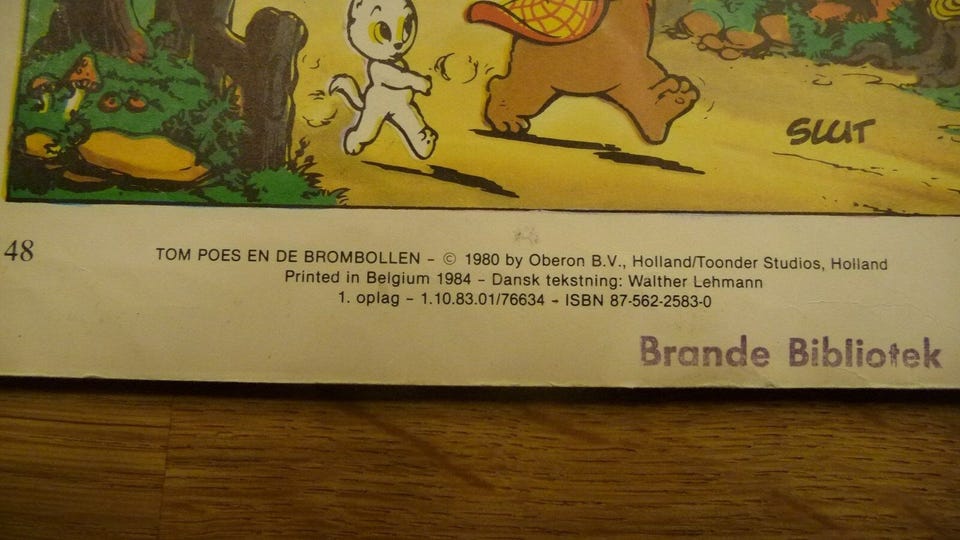 SLUT
48
TOM POES EN DE BROMBOLLEN - © 1980 by Oberon B.V., Holland/Toonder Studios, Holland
Printed in Belgium 1984 - Dansk tekstning: Walther Lehmann
1. oplag - 1.10.83.01/76634 - ISBN 87-562-2583-0
Brande Bibliotek